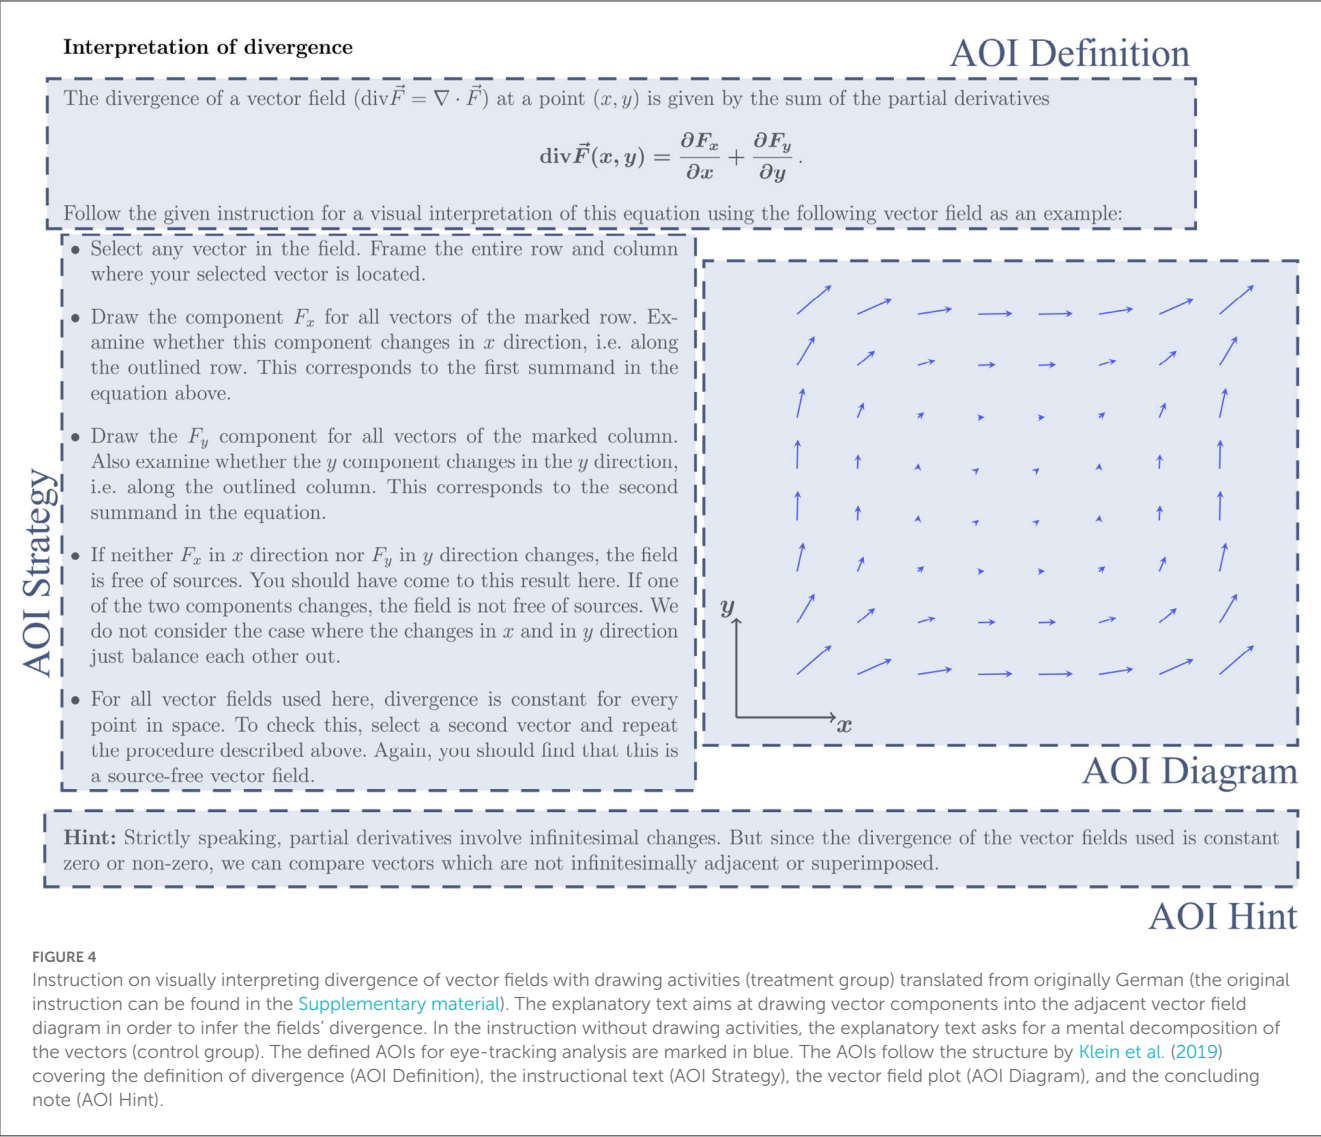 Interpretation of divergence
AOI Definition
The divergence of a vector field (div$\vec{F}$ = ∇ · $\vec{F}$) at a point (x, y) is given by the sum of the partial derivatives
div$\vec{F}$(x, y) = ∂F_x/∂x + ∂F_y/∂y .
Follow the given instruction for a visual interpretation of this equation using the following vector field as an example:
AOI Strategy
• Select any vector in the field. Frame the entire row and column
where your selected vector is located.
• Draw the component F_x for all vectors of the marked row. Ex-
amine whether this component changes in x direction, i.e. along
the outlined row. This corresponds to the first summand in the
equation above.
• Draw the F_y component for all vectors of the marked column.
Also examine whether the y component changes in the y direction,
i.e. along the outlined column. This corresponds to the second
summand in the equation.
• If neither F_x in x direction nor F_y in y direction changes, the field
is free of sources. You should have come to this result here. If one
of the two components changes, the field is not free of sources. We
do not consider the case where the changes in x and in y direction
just balance each other out.
• For all vector fields used here, divergence is constant for every
point in space. To check this, select a second vector and repeat
the procedure described above. Again, you should find that this is
a source-free vector field.
y
x
AOI Diagram
Hint: Strictly speaking, partial derivatives involve infinitesimal changes. But since the divergence of the vector fields used is constant
zero or non-zero, we can compare vectors which are not infinitesimally adjacent or superimposed.
AOI Hint
FIGURE 4
Instruction on visually interpreting divergence of vector fields with drawing activities (treatment group) translated from originally German (the original
instruction can be found in the Supplementary material). The explanatory text aims at drawing vector components into the adjacent vector field
diagram in order to infer the fields' divergence. In the instruction without drawing activities, the explanatory text asks for a mental decomposition of
the vectors (control group). The defined AOIs for eye-tracking analysis are marked in blue. The AOIs follow the structure by Klein et al. (2019)
covering the definition of divergence (AOI Definition), the instructional text (AOI Strategy), the vector field plot (AOI Diagram), and the concluding
note (AOI Hint).